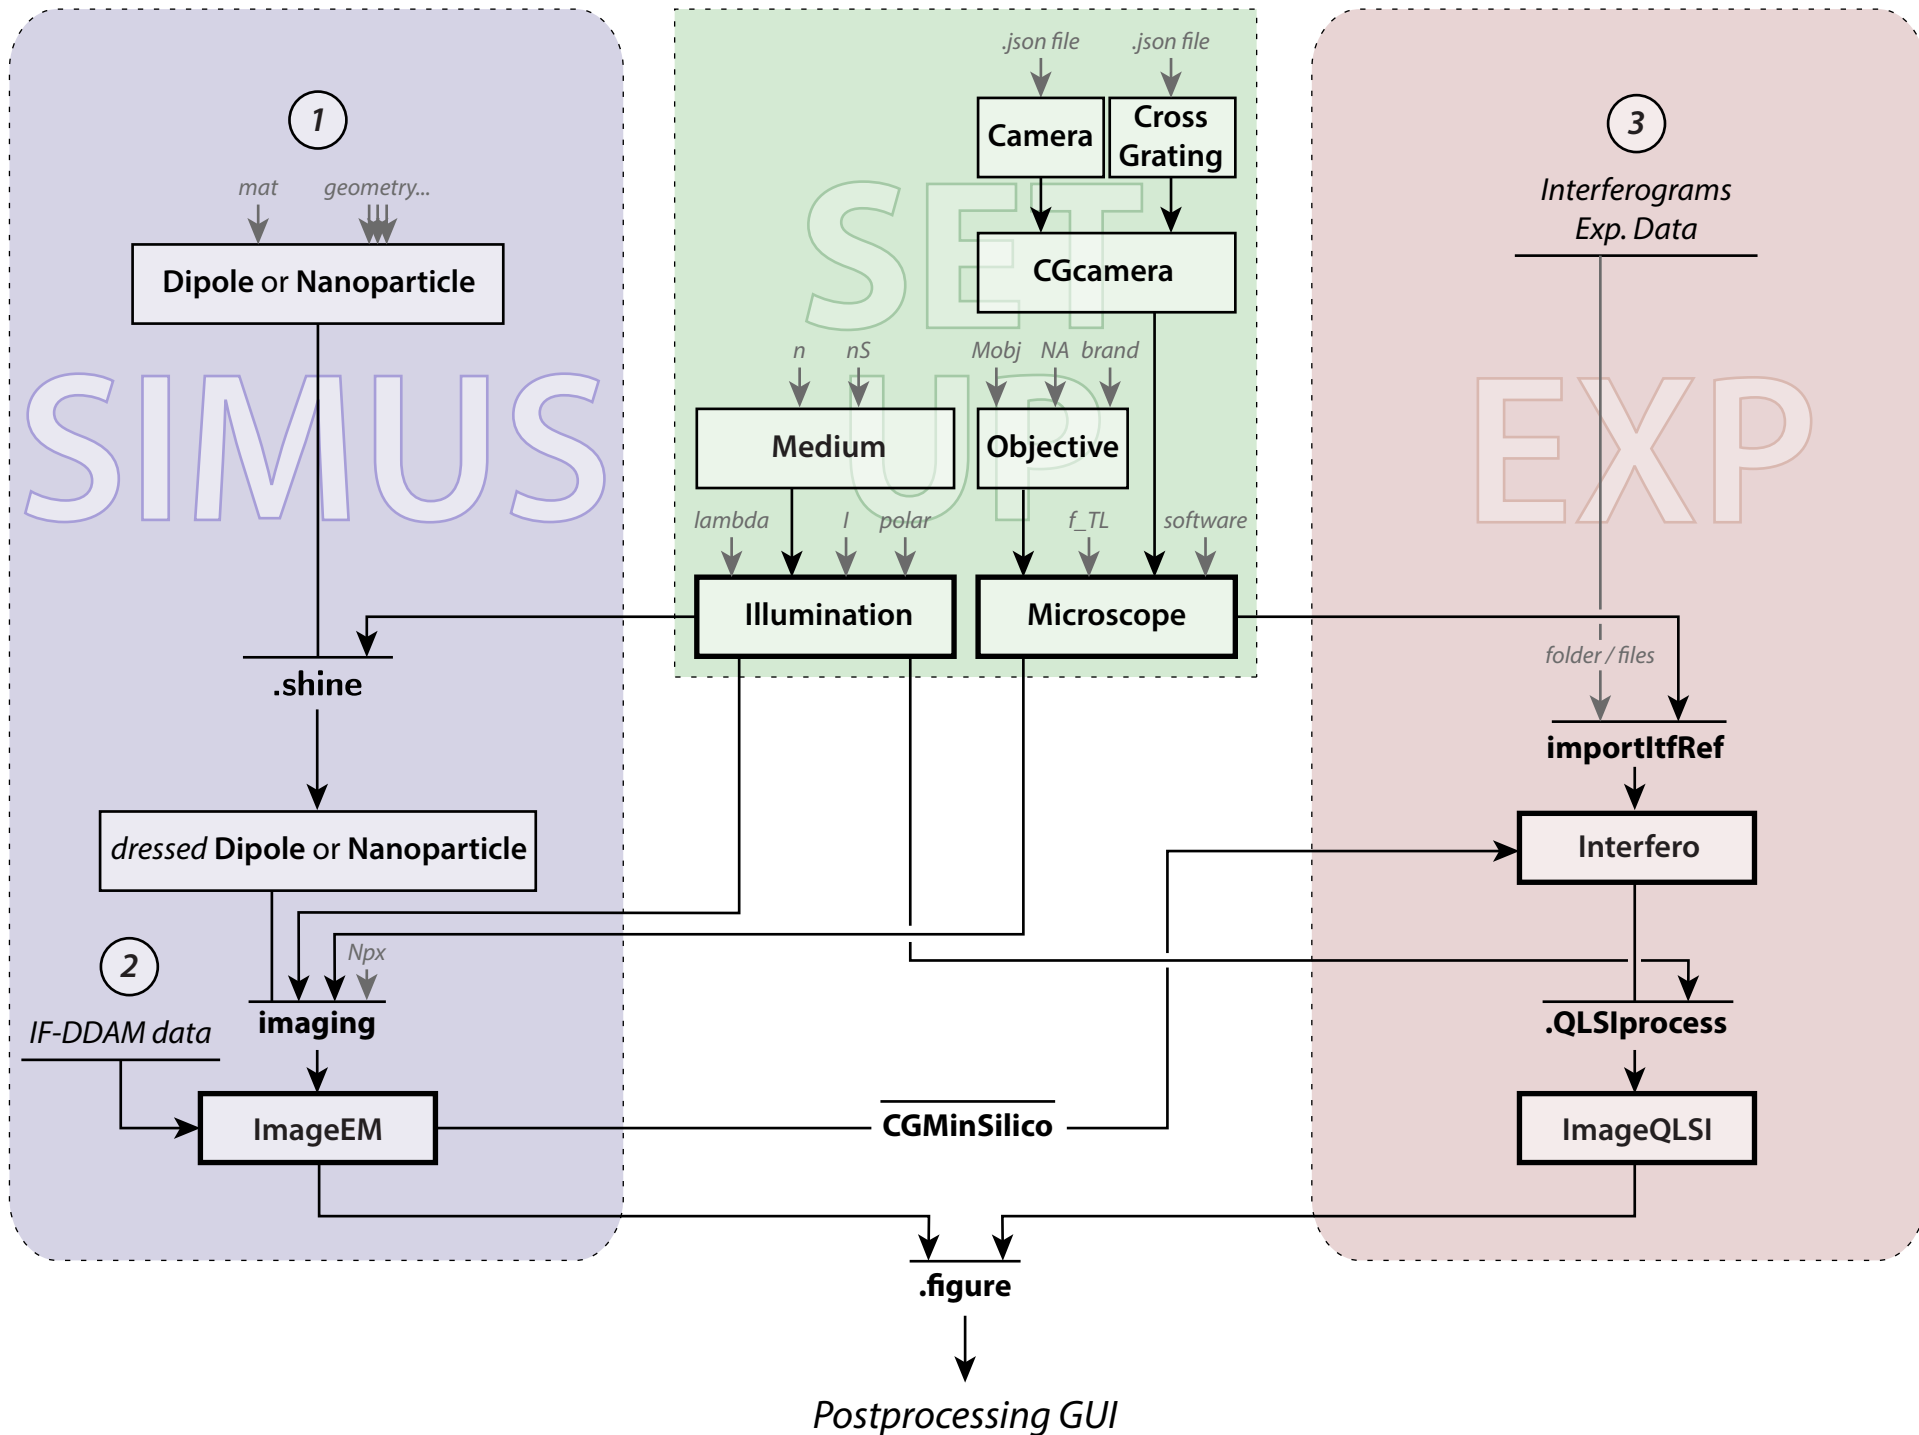 .json file
.json file
1
Camera
Cross
Grating
3
mat
geometry...
Interferograms
Exp. Data
SET
Dipole or Nanoparticle
CGcamera
n
nS
Mobj
NA
brand
SIMUS
UP
EXP
Medium
Objective
lambda
I
polar
f_TL
software
Illumination
Microscope
.shine
folder / files
importItfRef
dressed Dipole or Nanoparticle
Interfero
2
Npx
IF-DDAM data
imaging
.QLSIprocess
ImageEM
CGMinSilico
ImageQLSI
.figure
Postprocessing GUI